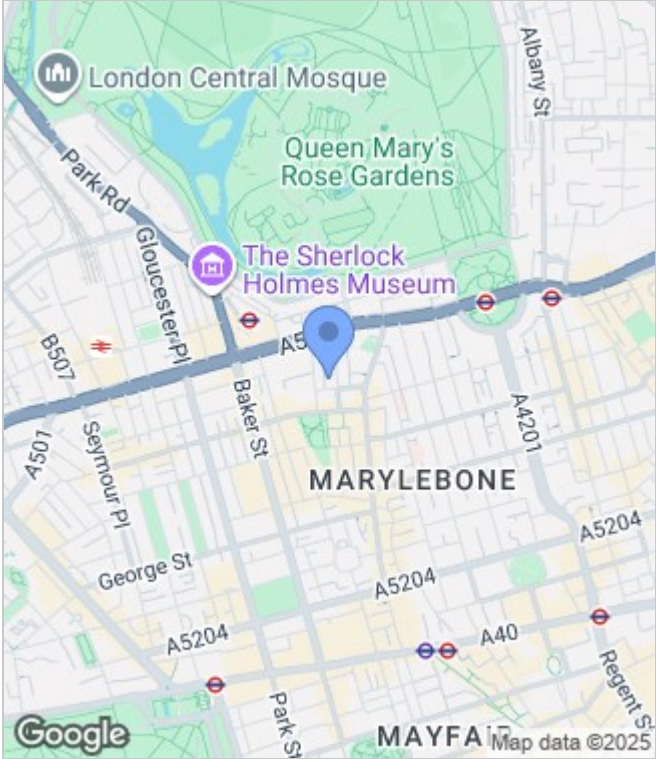 Albany St
London Central Mosque
Queen Mary's
Rose Gardens
Park Rd
Gloucester Pl
The Sherlock
Holmes Museum
B507
A5
Baker St
A4201
A501
Seymour Pl
MARYLEBONE
A5204
George St
A5204
A5204
A40
Regent S
Park St
MAYFAI
Google
Map data ©2025